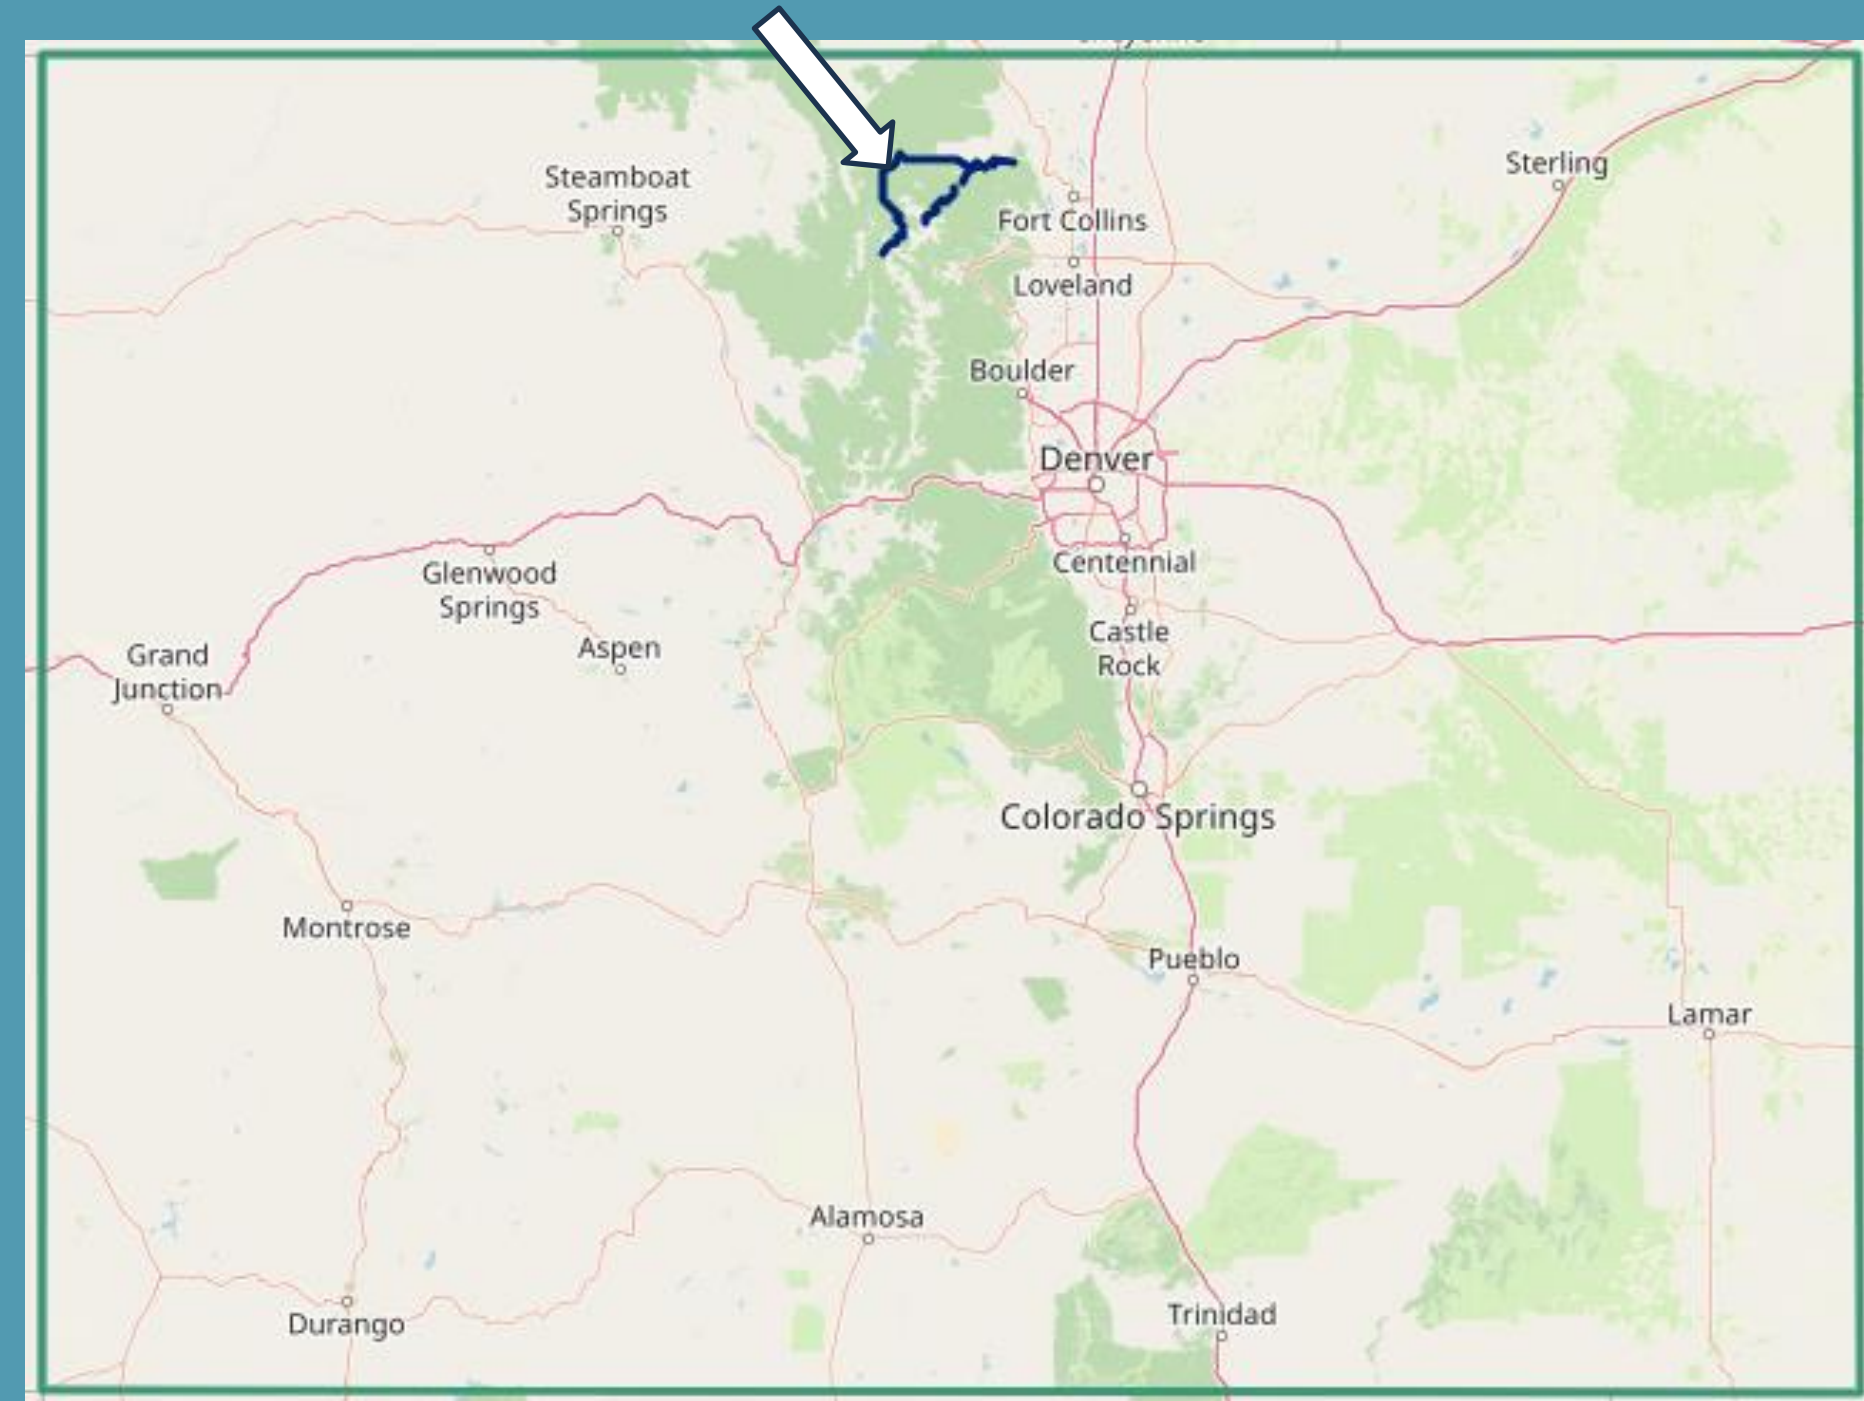 Sterling
Steamboat
Springs
Fort Collins
Loveland
Boulder
Denver
Centennial
Glenwood
Springs
Castle
Rock
Aspen
Grand
Junction
Colorado Springs
Montrose
Pueblo
Lamar
Alamosa
Durango
Trinidad